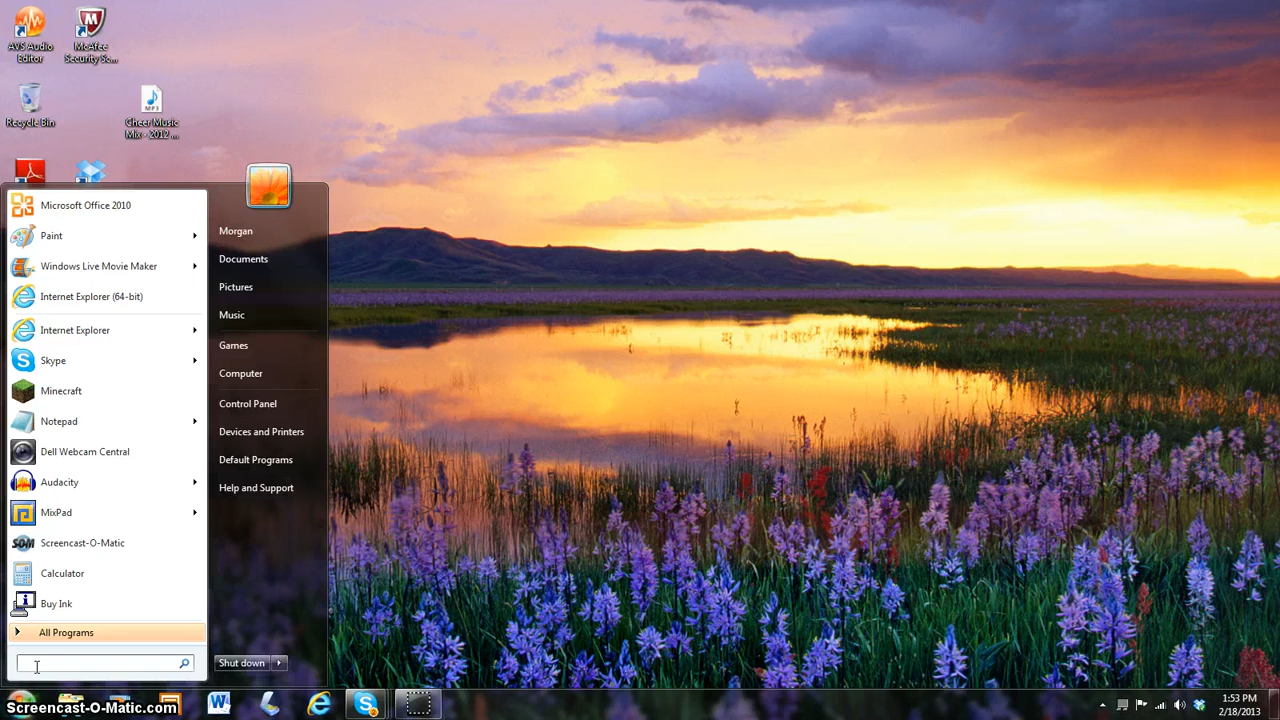 AVS Audio
Editor
McAfee
Security Sc...
Recycle Bin
MP3
Cheer Music
Mix - 2012 ...
Microsoft Office 2010
Paint
Windows Live Movie Maker
Internet Explorer (64-bit)
Internet Explorer
Skype
Minecraft
Notepad
Dell Webcam Central
Audacity
MixPad
Screencast-O-Matic
Calculator
Buy Ink
All Programs
Morgan
Documents
Pictures
Music
Games
Computer
Control Panel
Devices and Printers
Default Programs
Help and Support
Shut down
Screencast-O-Matic.com
1:53 PM
2/18/2013